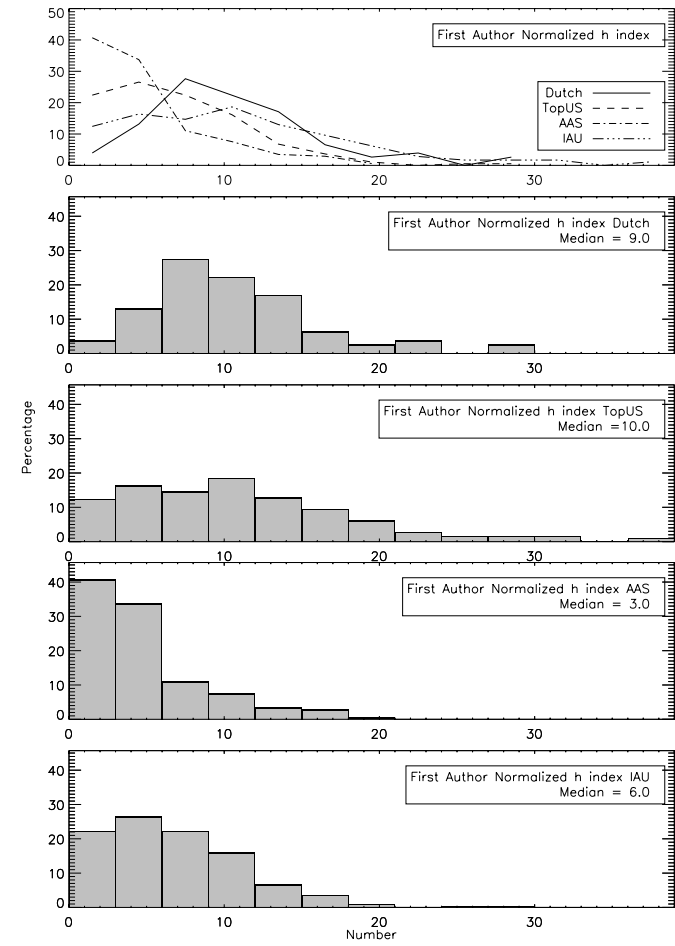 50
40
30
20
10
0
First Author Normalized h index
Dutch
TopUS
AAS
IAU
0 10 20 30
40
30
20
10
0
First Author Normalized h index Dutch
Median = 9.0
0 10 20 30
Percentage
40
30
20
10
0
First Author Normalized h index TopUS
Median =10.0
0 10 20 30
40
30
20
10
0
First Author Normalized h index AAS
Median = 3.0
0 10 20 30
40
30
20
10
0
First Author Normalized h index IAU
Median = 6.0
0 10 20 30
Number